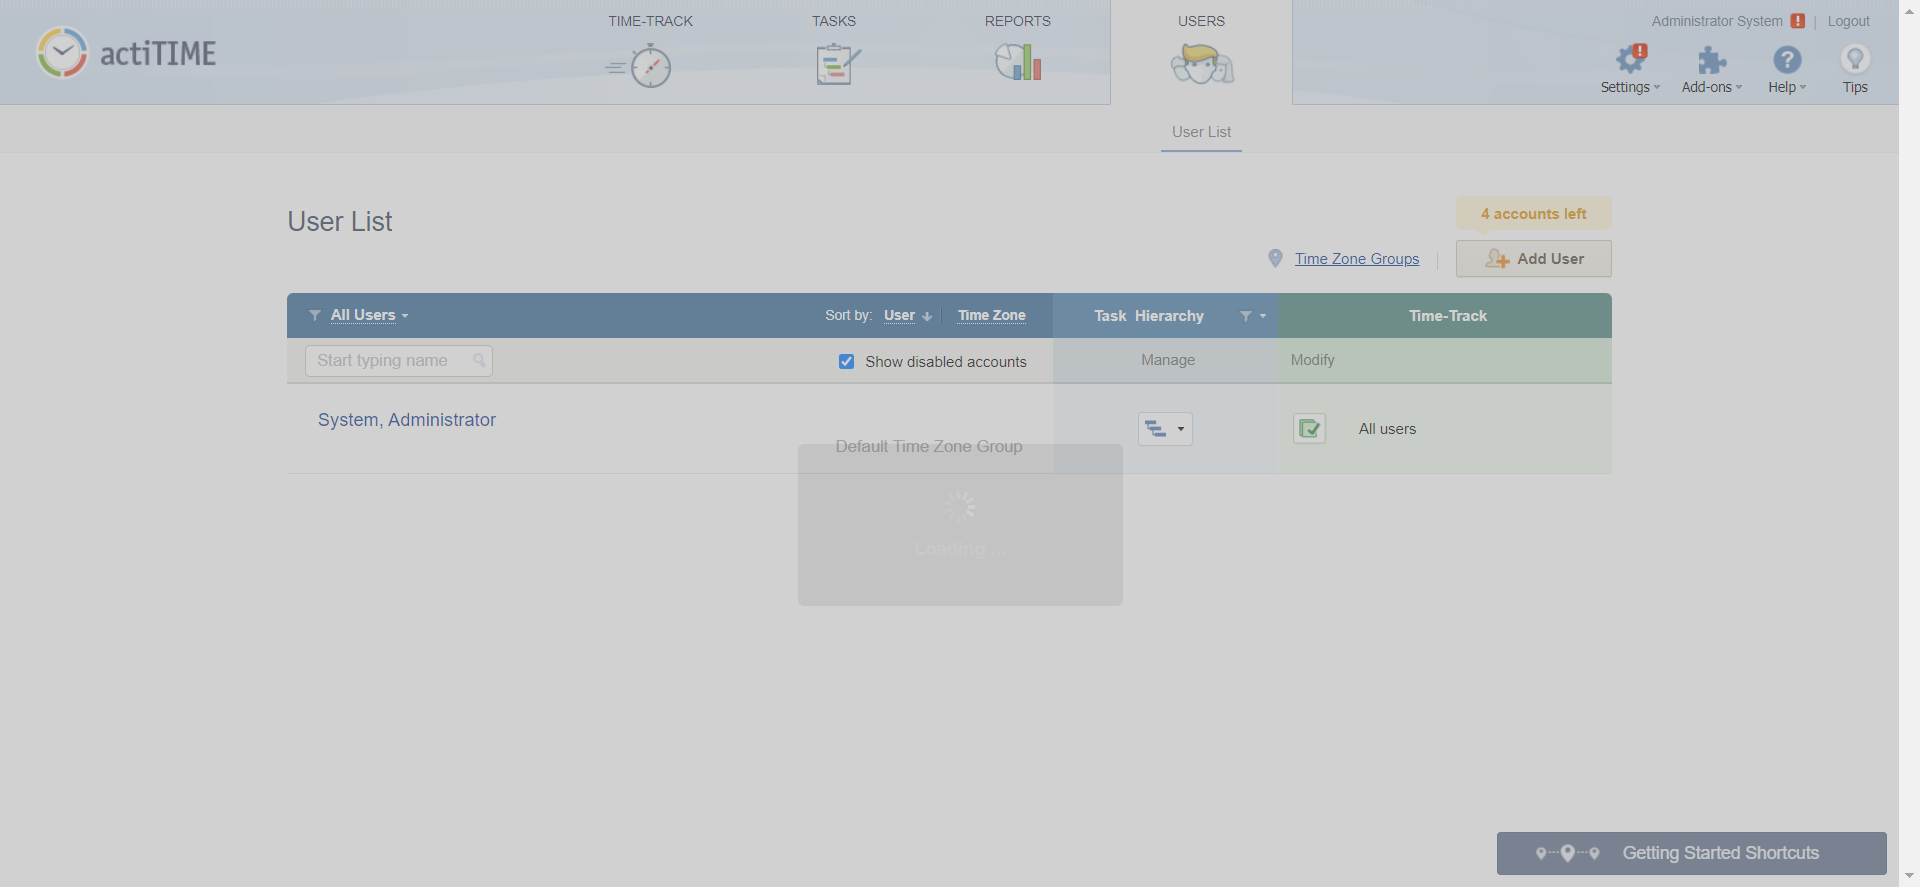 TIME-TRACK
TASKS
REPORTS
USERS
Administrator System ! | Logout
actiTIME
!
?
Settings
Add-ons
Help
Tips
User List
User List
4 accounts left
Time Zone Groups
Add User
All Users
Sort by: User Time Zone
Task Hierarchy
Time-Track
Start typing name
Show disabled accounts
Manage
Modify
System, Administrator
All users
Default Time Zone Group
Loading ...
Getting Started Shortcuts